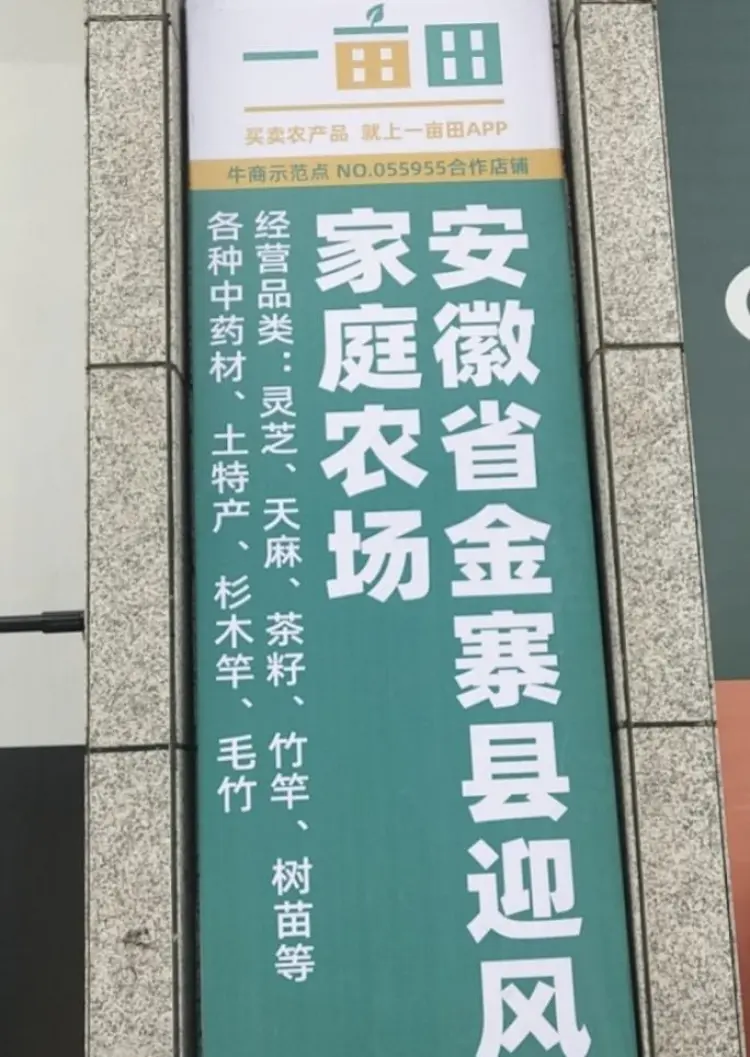 一亩田
买卖农产品 就上一亩田APP
牛商示范点 NO.055955合作店铺
安徽省金寨县迎风
家庭农场
经营品类：灵芝、天麻、茶籽、竹竿、树苗等
各种中药材、土特产、杉木竿、毛竹